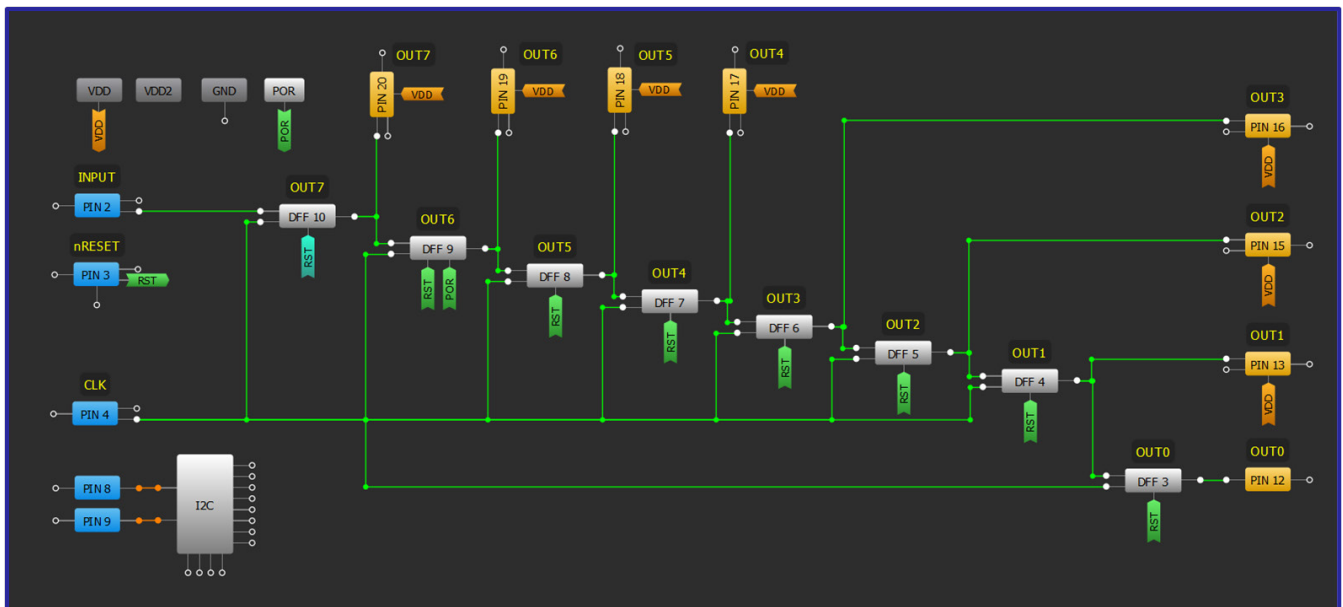 OUT7
OUT6
OUT5
OUT4
PIN 20
VDD
PIN 19
VDD
PIN 18
VDD
PIN 17
VDD
VDD
VDD2
GND
POR
VDD
POR
OUT3
PIN 16
VDD
INPUT
PIN 2
OUT7
DFF 10
RST
nRESET
PIN 3
RST
OUT6
DFF 9
RST
POR
OUT5
DFF 8
RST
OUT4
DFF 7
RST
OUT3
DFF 6
RST
OUT2
DFF 5
RST
OUT2
PIN 15
VDD
OUT1
DFF 4
RST
OUT1
PIN 13
VDD
CLK
PIN 4
OUT0
DFF 3
RST
OUT0
PIN 12
PIN 8
PIN 9
I2C